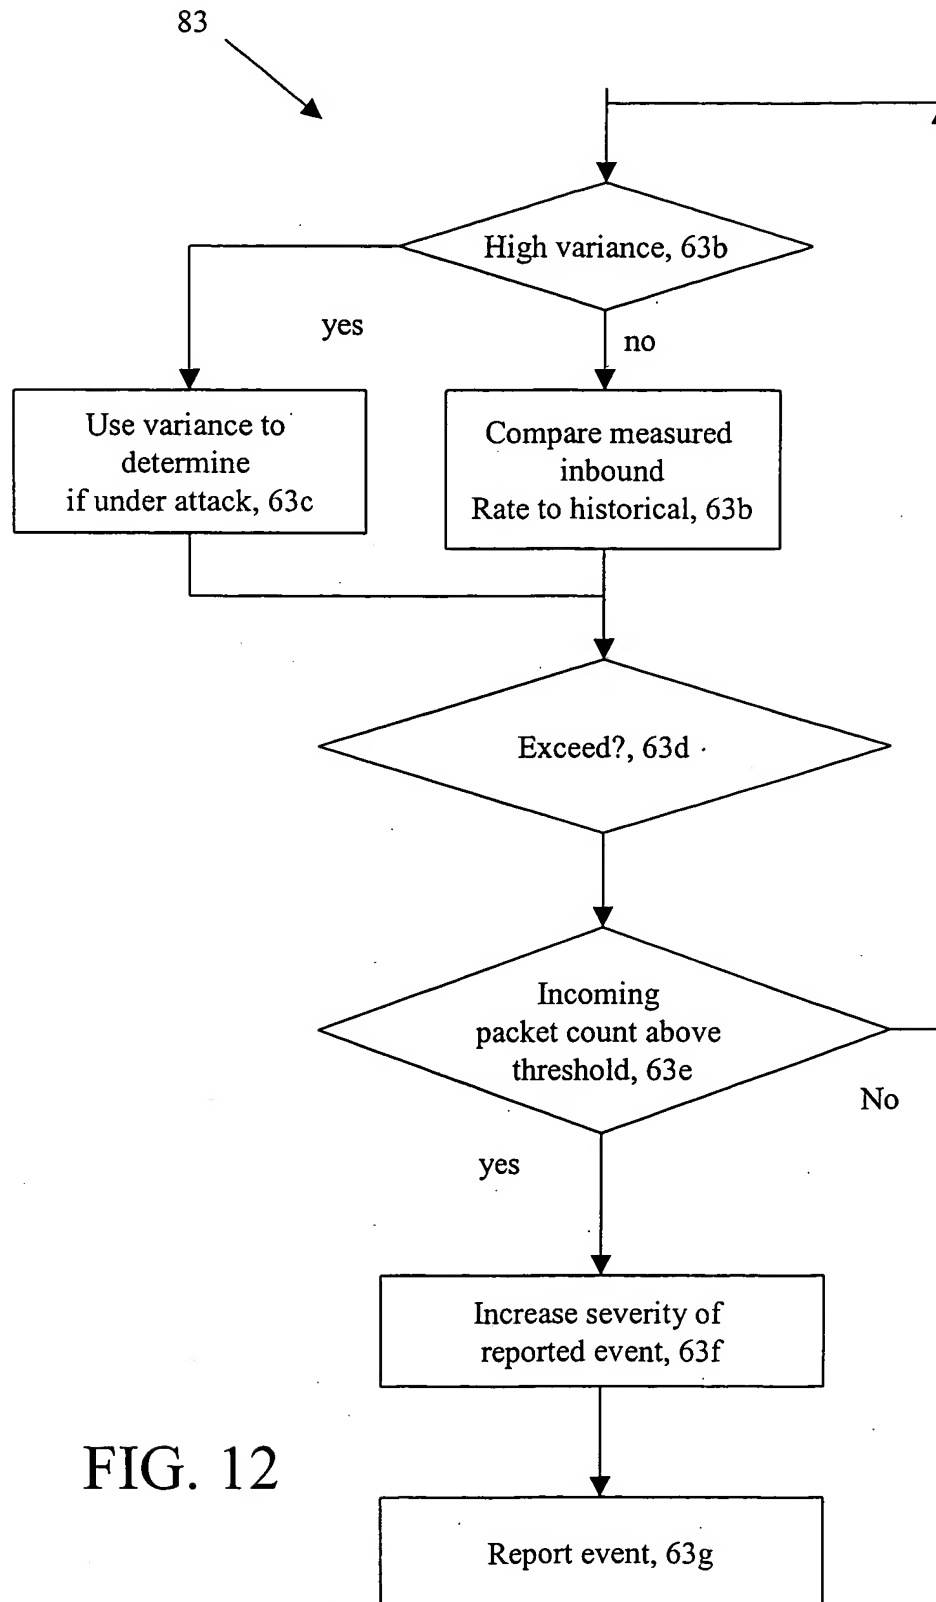 83
High variance, 63b
yes
no
Use variance to
determine
if under attack, 63c
Compare measured
inbound
Rate to historical, 63b
Exceed?, 63d
Incoming
packet count above
threshold, 63e
No
yes
Increase severity of
reported event, 63f
FIG. 12
Report event, 63g